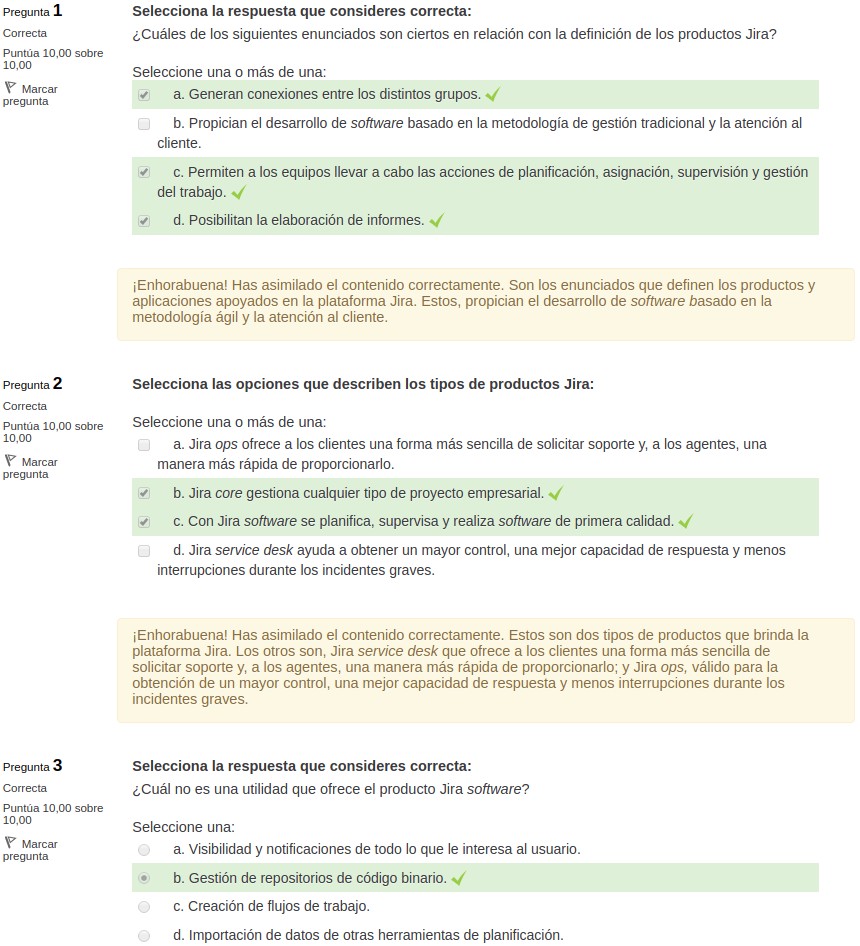 Pregunta 1
Correcta
Puntúa 10,00 sobre
10,00
Marcar
pregunta
Selecciona la respuesta que consideres correcta:
¿Cuáles de los siguientes enunciados son ciertos en relación con la definición de los productos Jira?
Seleccione una o más de una:
a. Generan conexiones entre los distintos grupos.
b. Propician el desarrollo de software basado en la metodología de gestión tradicional y la atención al
cliente.
c. Permiten a los equipos llevar a cabo las acciones de planificación, asignación, supervisión y gestión
del trabajo.
d. Posibilitan la elaboración de informes.
¡Enhorabuena! Has asimilado el contenido correctamente. Son los enunciados que definen los productos y
aplicaciones apoyados en la plataforma Jira. Estos, propician el desarrollo de software basado en la
metodología ágil y la atención al cliente.
Pregunta 2
Correcta
Puntúa 10,00 sobre
10,00
Marcar
pregunta
Selecciona las opciones que describen los tipos de productos Jira:
Seleccione una o más de una:
a. Jira ops ofrece a los clientes una forma más sencilla de solicitar soporte y, a los agentes, una
manera más rápida de proporcionarlo.
b. Jira core gestiona cualquier tipo de proyecto empresarial.
c. Con Jira software se planifica, supervisa y realiza software de primera calidad.
d. Jira service desk ayuda a obtener un mayor control, una mejor capacidad de respuesta y menos
interrupciones durante los incidentes graves.
¡Enhorabuena! Has asimilado el contenido correctamente. Estos son dos tipos de productos que brinda la
plataforma Jira. Los otros son, Jira service desk que ofrece a los clientes una forma más sencilla de
solicitar soporte y, a los agentes, una manera más rápida de proporcionarlo; y Jira ops, válido para la
obtención de un mayor control, una mejor capacidad de respuesta y menos interrupciones durante los
incidentes graves.
Pregunta 3
Correcta
Puntúa 10,00 sobre
10,00
Marcar
pregunta
Selecciona la respuesta que consideres correcta:
¿Cuál no es una utilidad que ofrece el producto Jira software?
Seleccione una:
a. Visibilidad y notificaciones de todo lo que le interesa al usuario.
b. Gestión de repositorios de código binario.
c. Creación de flujos de trabajo.
d. Importación de datos de otras herramientas de planificación.